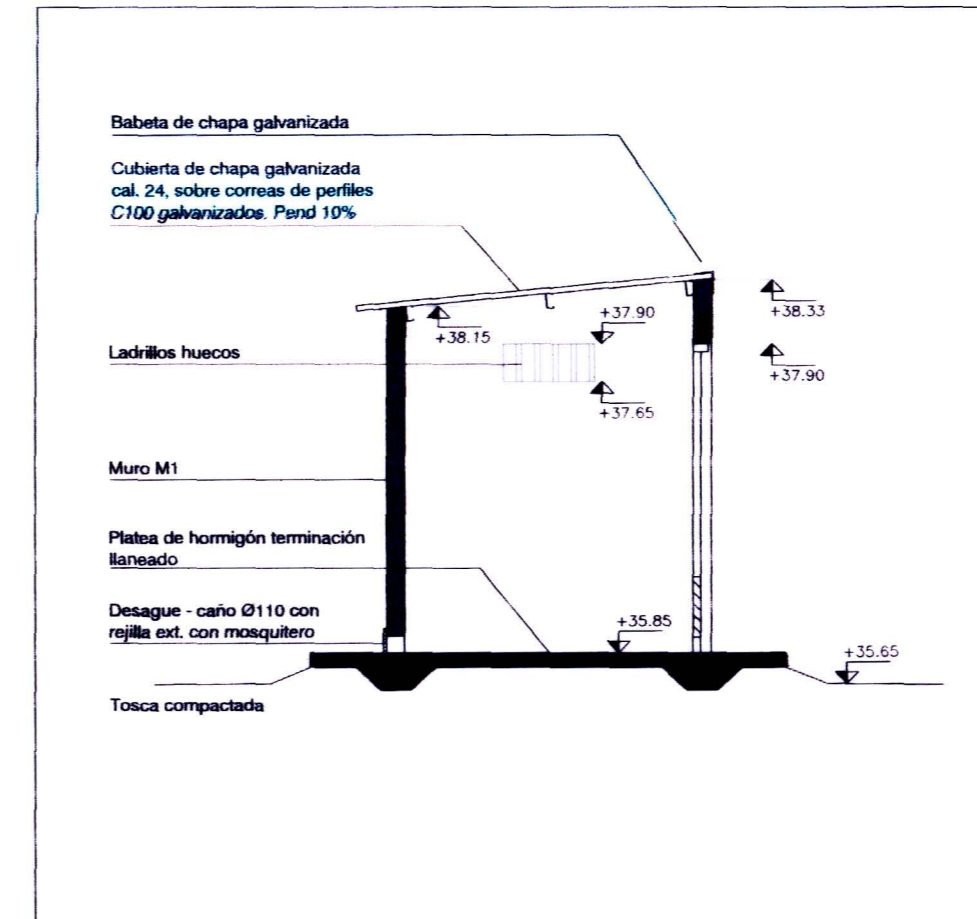 Babeta de chapa galvanizada
Cubierta de chapa galvanizada
cal. 24, sobre correas de perfiles
C100 galvanizados. Pend 10%
+37.90
+38.33
+38.15
Ladrillos huecos
+37.90
+37.65
Muro M1
Platea de hormigón terminación
llaneado
Desague - caño Ø110 con
rejilla ext. con mosquitero
+35.85
+35.65
Tosca compactada